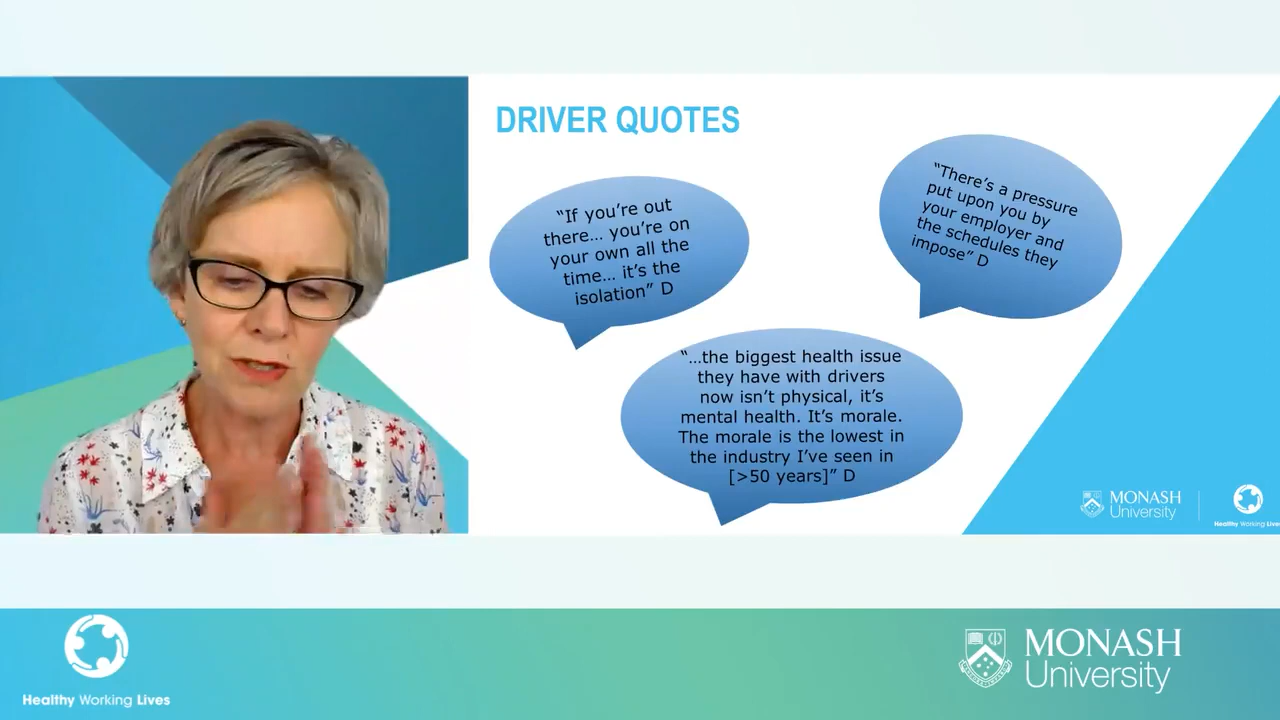 DRIVER QUOTES
“If you’re out
there… you’re on
your own all the
time… it’s the
isolation” D
“There’s a pressure
put upon you by
your employer and
the schedules they
impose” D
“…the biggest health issue
they have with drivers
now isn’t physical, it’s
mental health. It’s morale.
The morale is the lowest in
the industry I’ve seen in
[>50 years]” D
MONASH
University
Healthy Working Lives
Healthy Working Lives
MONASH
University